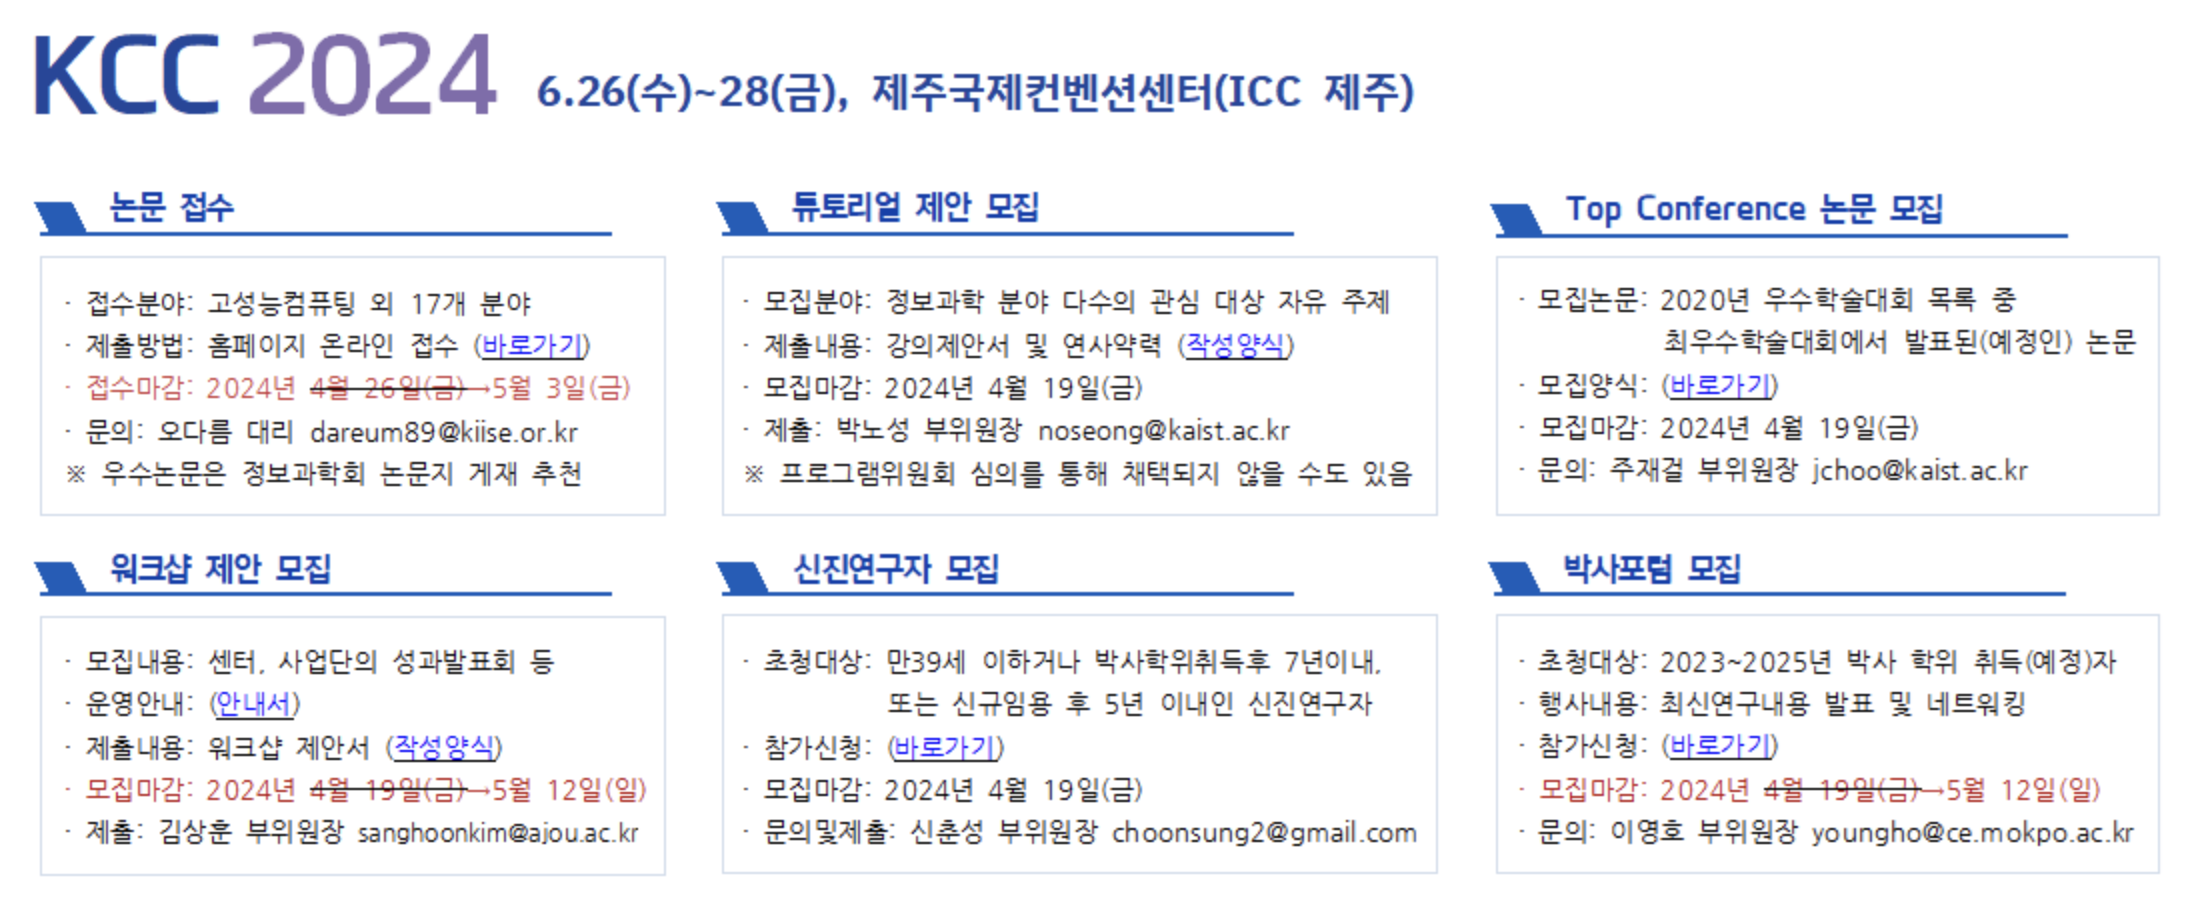 KCC 2024 6.26(수)~28(금), 제주국제컨벤션센터(ICC 제주)
논문 접수
· 접수분야: 고성능컴퓨팅 외 17개 분야
· 제출방법: 홈페이지 온라인 접수 (바로가기)
· 접수마감: 2024년 4월 26일(금)→5월 3일(금)
· 문의: 오다름 대리 dareum89@kiise.or.kr
※ 우수논문은 정보과학회 논문지 게재 추천
튜토리얼 제안 모집
· 모집분야: 정보과학 분야 다수의 관심 대상 자유 주제
· 제출내용: 강의제안서 및 연사약력 (작성양식)
· 모집마감: 2024년 4월 19일(금)
· 제출: 박노성 부위원장 noseong@kaist.ac.kr
※ 프로그램위원회 심의를 통해 채택되지 않을 수도 있음
Top Conference 논문 모집
· 모집논문: 2020년 우수학술대회 목록 중
최우수학술대회에서 발표된(예정인) 논문
· 모집양식: (바로가기)
· 모집마감: 2024년 4월 19일(금)
· 문의: 주재걸 부위원장 jchoo@kaist.ac.kr
워크샵 제안 모집
· 모집내용: 센터, 사업단의 성과발표회 등
· 운영안내: (안내서)
· 제출내용: 워크샵 제안서 (작성양식)
· 모집마감: 2024년 4월 19일(금)→5월 12일(일)
· 제출: 김상훈 부위원장 sanghoonkim@ajou.ac.kr
신진연구자 모집
· 초청대상: 만39세 이하거나 박사학위취득후 7년이내,
또는 신규임용 후 5년 이내인 신진연구자
· 참가신청: (바로가기)
· 모집마감: 2024년 4월 19일(금)
· 문의및제출: 신춘성 부위원장 choonsung2@gmail.com
박사포럼 모집
· 초청대상: 2023~2025년 박사 학위 취득(예정)자
· 행사내용: 최신연구내용 발표 및 네트워킹
· 참가신청: (바로가기)
· 모집마감: 2024년 4월 19일(금)→5월 12일(일)
· 문의: 이영호 부위원장 youngho@ce.mokpo.ac.kr